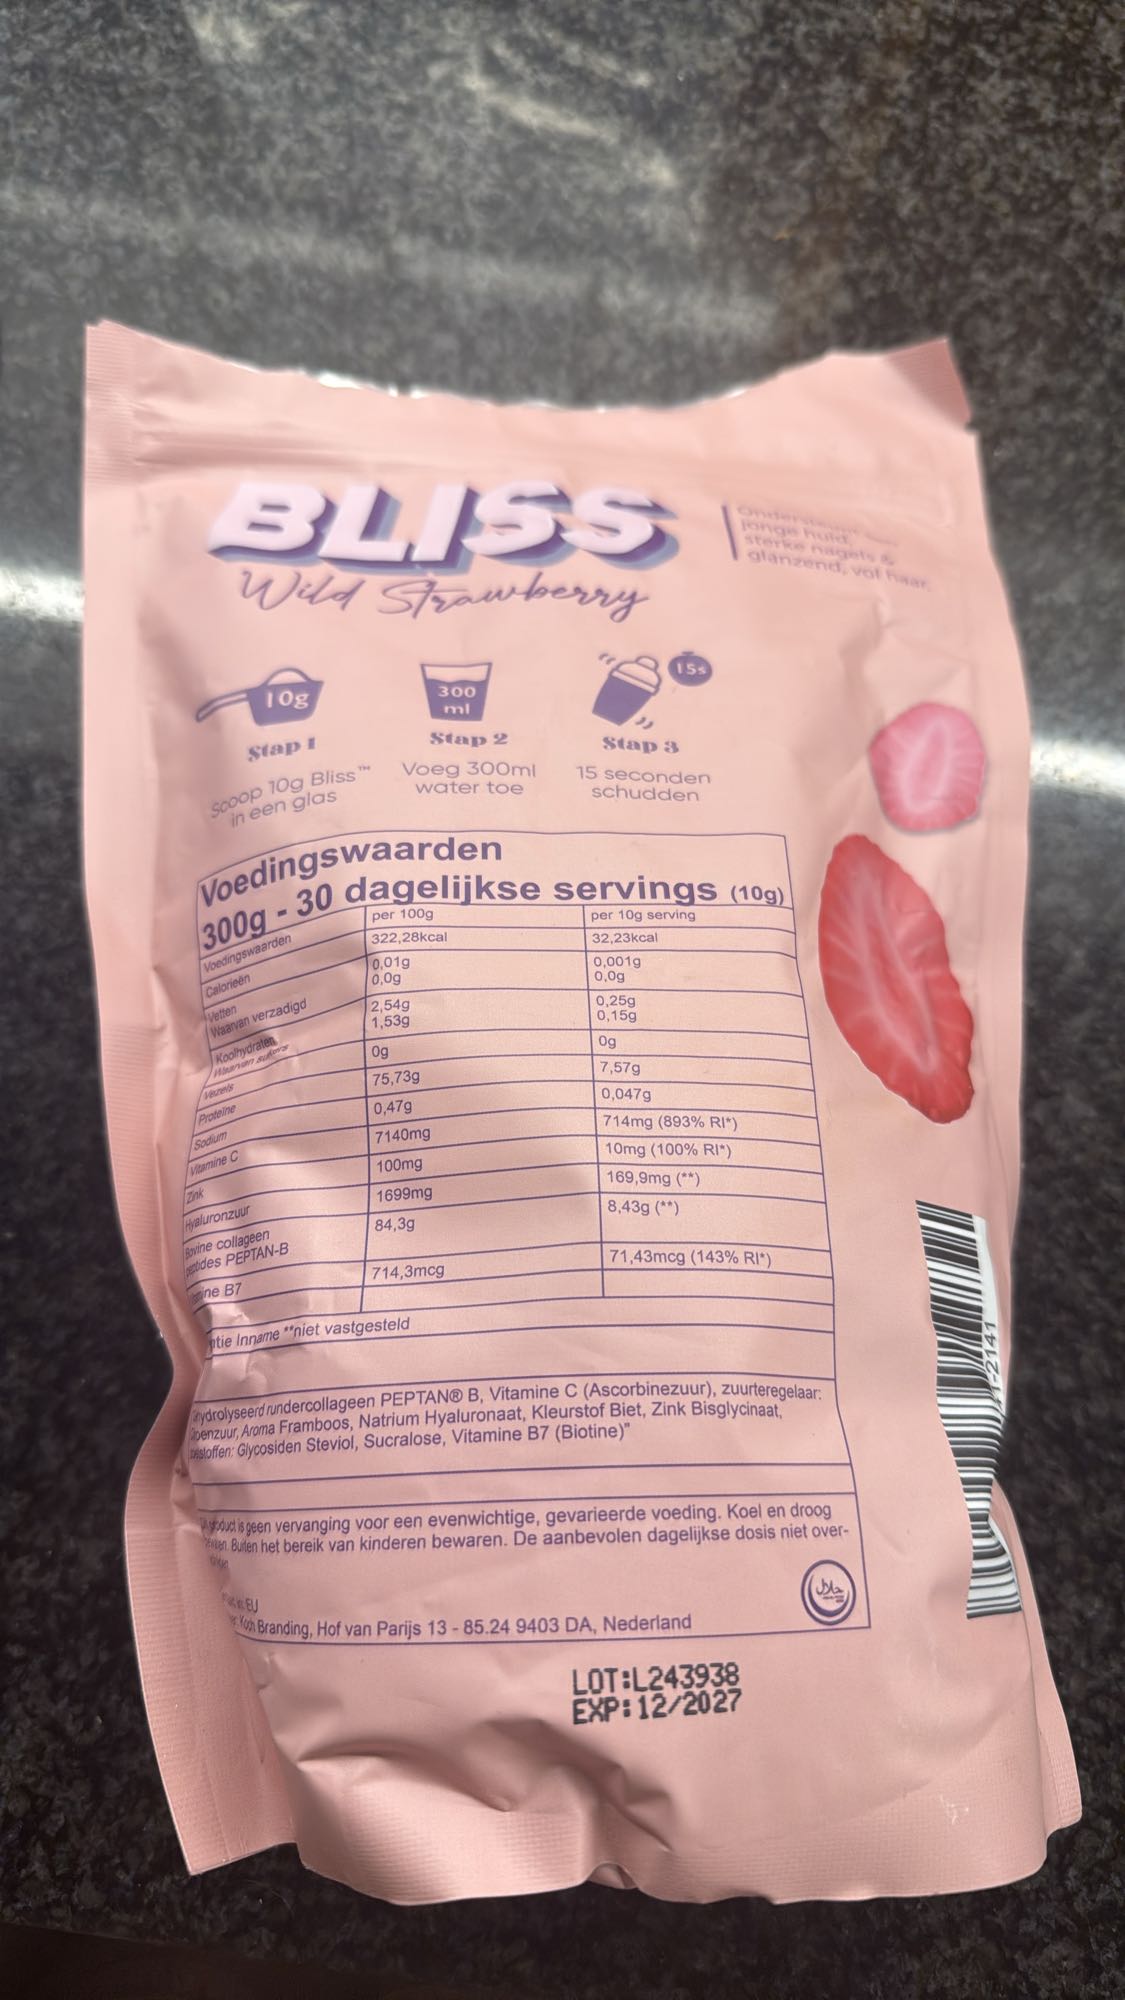 BLISS
Wild Strawberry
jonge huid,
sterke nagels &
glanzend, vol haar.
10g
300
ml
15s
Stap 1
Stap 2
Stap 3
Scoop 10g Bliss™
in een glas
Voeg 300ml
water toe
15 seconden
schudden
Voedingswaarden
300g - 30 dagelijkse servings (10g)
Voedingswaarden per 100g per 10g serving
Calorieën 322,28kcal 32,23kcal
Vetten 0,01g 0,001g
Waarvan verzadigd 0,0g 0,0g
Koolhydraten 2,54g 0,25g
Waarvan suikers 1,53g 0,15g
Vezels 0g 0g
Proteïne 75,73g 7,57g
Sodium 0,47g 0,047g
Vitamine C 7140mg 714mg (893% RI*)
Zink 100mg 10mg (100% RI*)
Hyaluronzuur 1699mg 169,9mg (**)
Bovine collageen 84,3g 8,43g (**)
PEPTAN-B
B7 714,3mcg 71,43mcg (143% RI*)
Inname **niet vastgesteld
rundercollageen PEPTAN® B, Vitamine C (Ascorbinezuur), zuurteregelaar:
Aroma Framboos, Natrium Hyaluronaat, Kleurstof Biet, Zink Bisglycinaat,
Glycosiden Steviol, Sucralose, Vitamine B7 (Biotine)"
product is geen vervanging voor een evenwichtige, gevarieerde voeding. Koel en droog
Buiten het bereik van kinderen bewaren. De aanbevolen dagelijkse dosis niet over-
EU
Koch Branding, Hof van Parijs 13 - 85.24 9403 DA, Nederland
حلال
LOT:L243938
EXP:12/2027